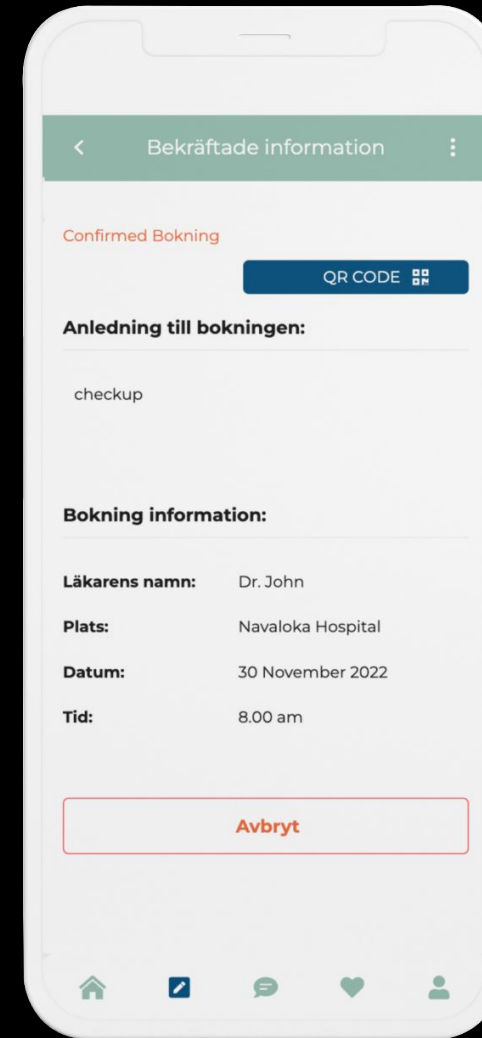 Bekräftade information
Confirmed Bokning
QR CODE
Anledning till bokningen:
checkup
Bokning information:
Läkarens namn: Dr. John
Plats: Navaloka Hospital
Datum: 30 November 2022
Tid: 8.00 am
Avbryt